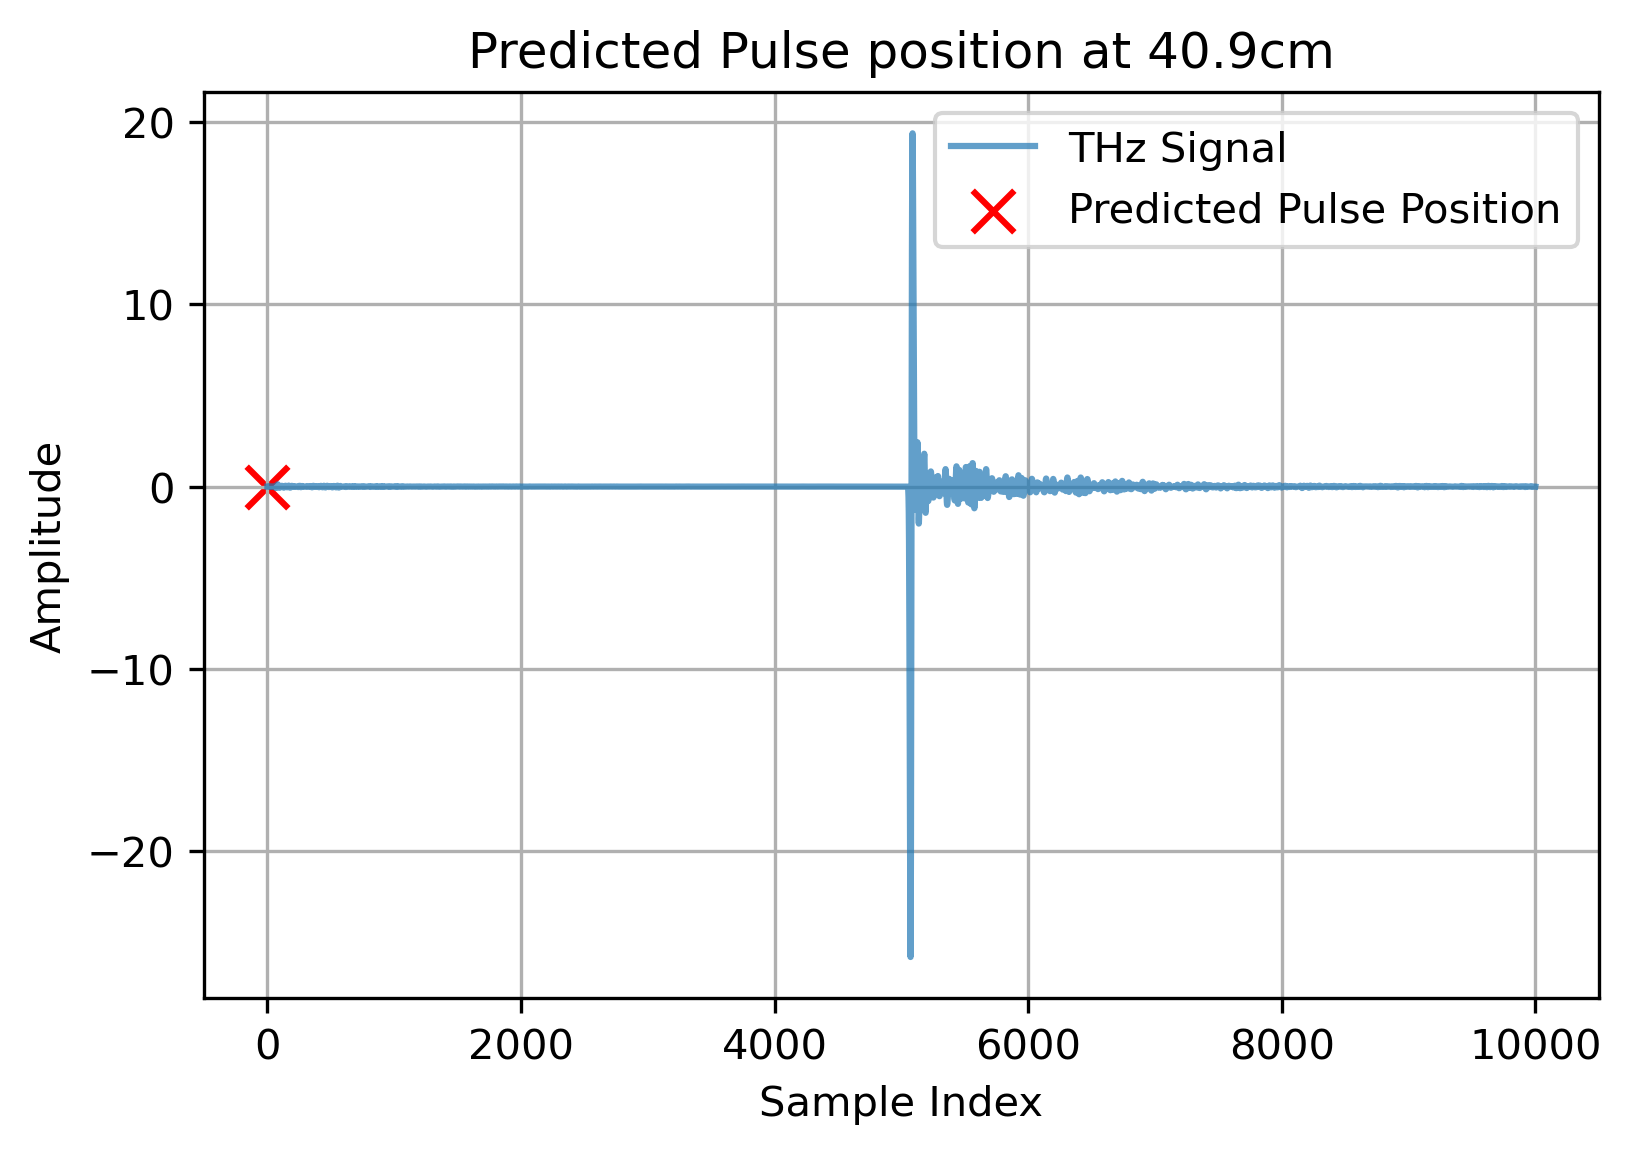 Predicted Pulse position at 40.9cm
THz Signal
Predicted Pulse Position
20
10
0
−10
−20
Amplitude
0 2000 4000 6000 8000 10000
Sample Index